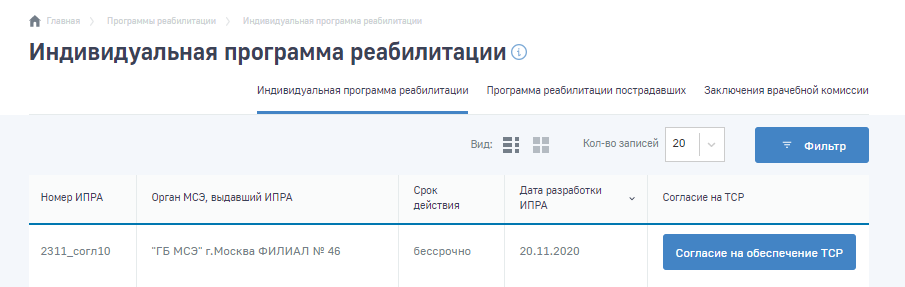 Главная
Программы реабилитации
Индивидуальная программа реабилитации
Индивидуальная программа реабилитации
Индивидуальная программа реабилитации
Программа реабилитации пострадавших
Заключения врачебной комиссии
Вид:
Кол-во записей
20
Фильтр
Номер ИПРА
Орган МСЭ, выдавший ИПРА
Срок
действия
Дата разработки
ИПРА
Согласие на ТСР
2311_согл10
"ГБ МСЭ" г.Москва ФИЛИАЛ № 46
бессрочно
20.11.2020
Согласие на обеспечение ТСР